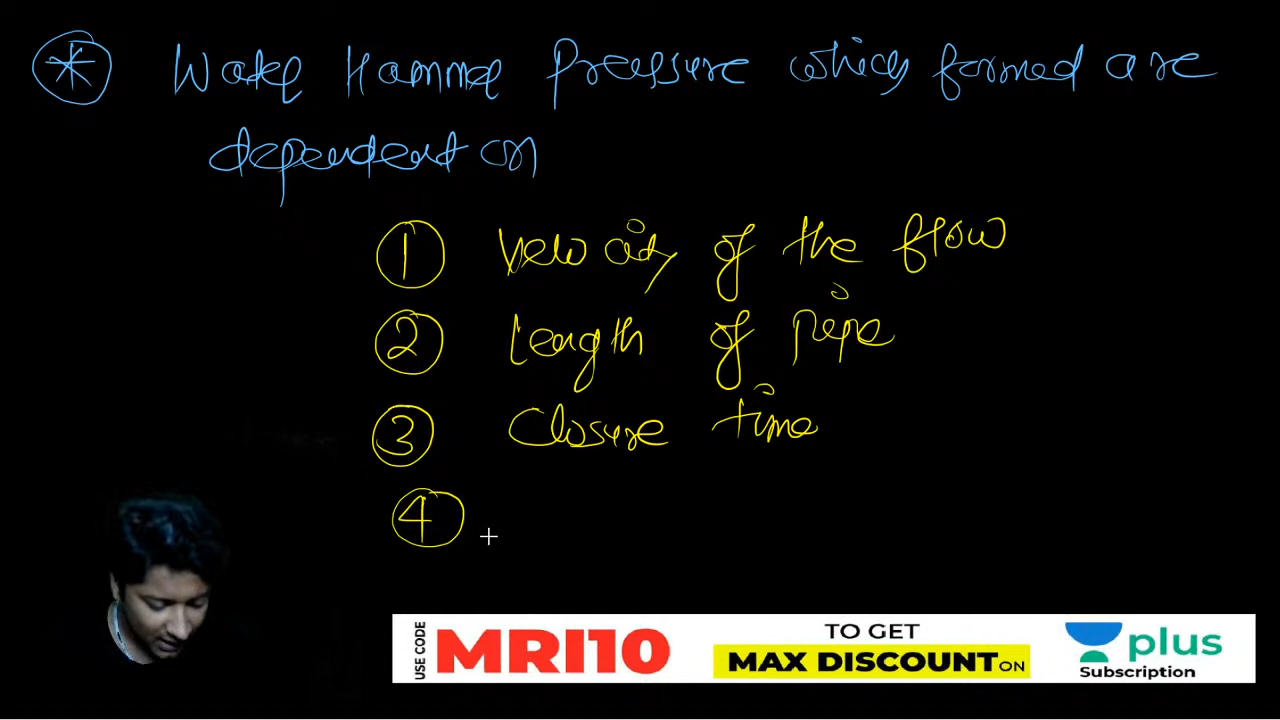 * Water Hammer Pressure which formed are
dependent on
1 Velocity of the flow
2 Length of pipe
3 Closure time
4
USE CODE
MRI10
TO GET
MAX DISCOUNT ON
plus
Subscription